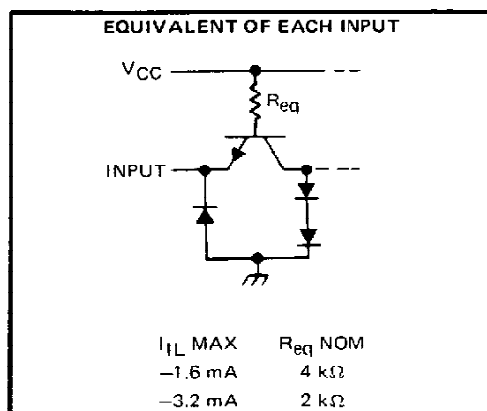 EQUIVALENT OF EACH INPUT
VCC
Req
INPUT
IIL MAX Req NOM
−1.6 mA 4 kΩ
−3.2 mA 2 kΩ